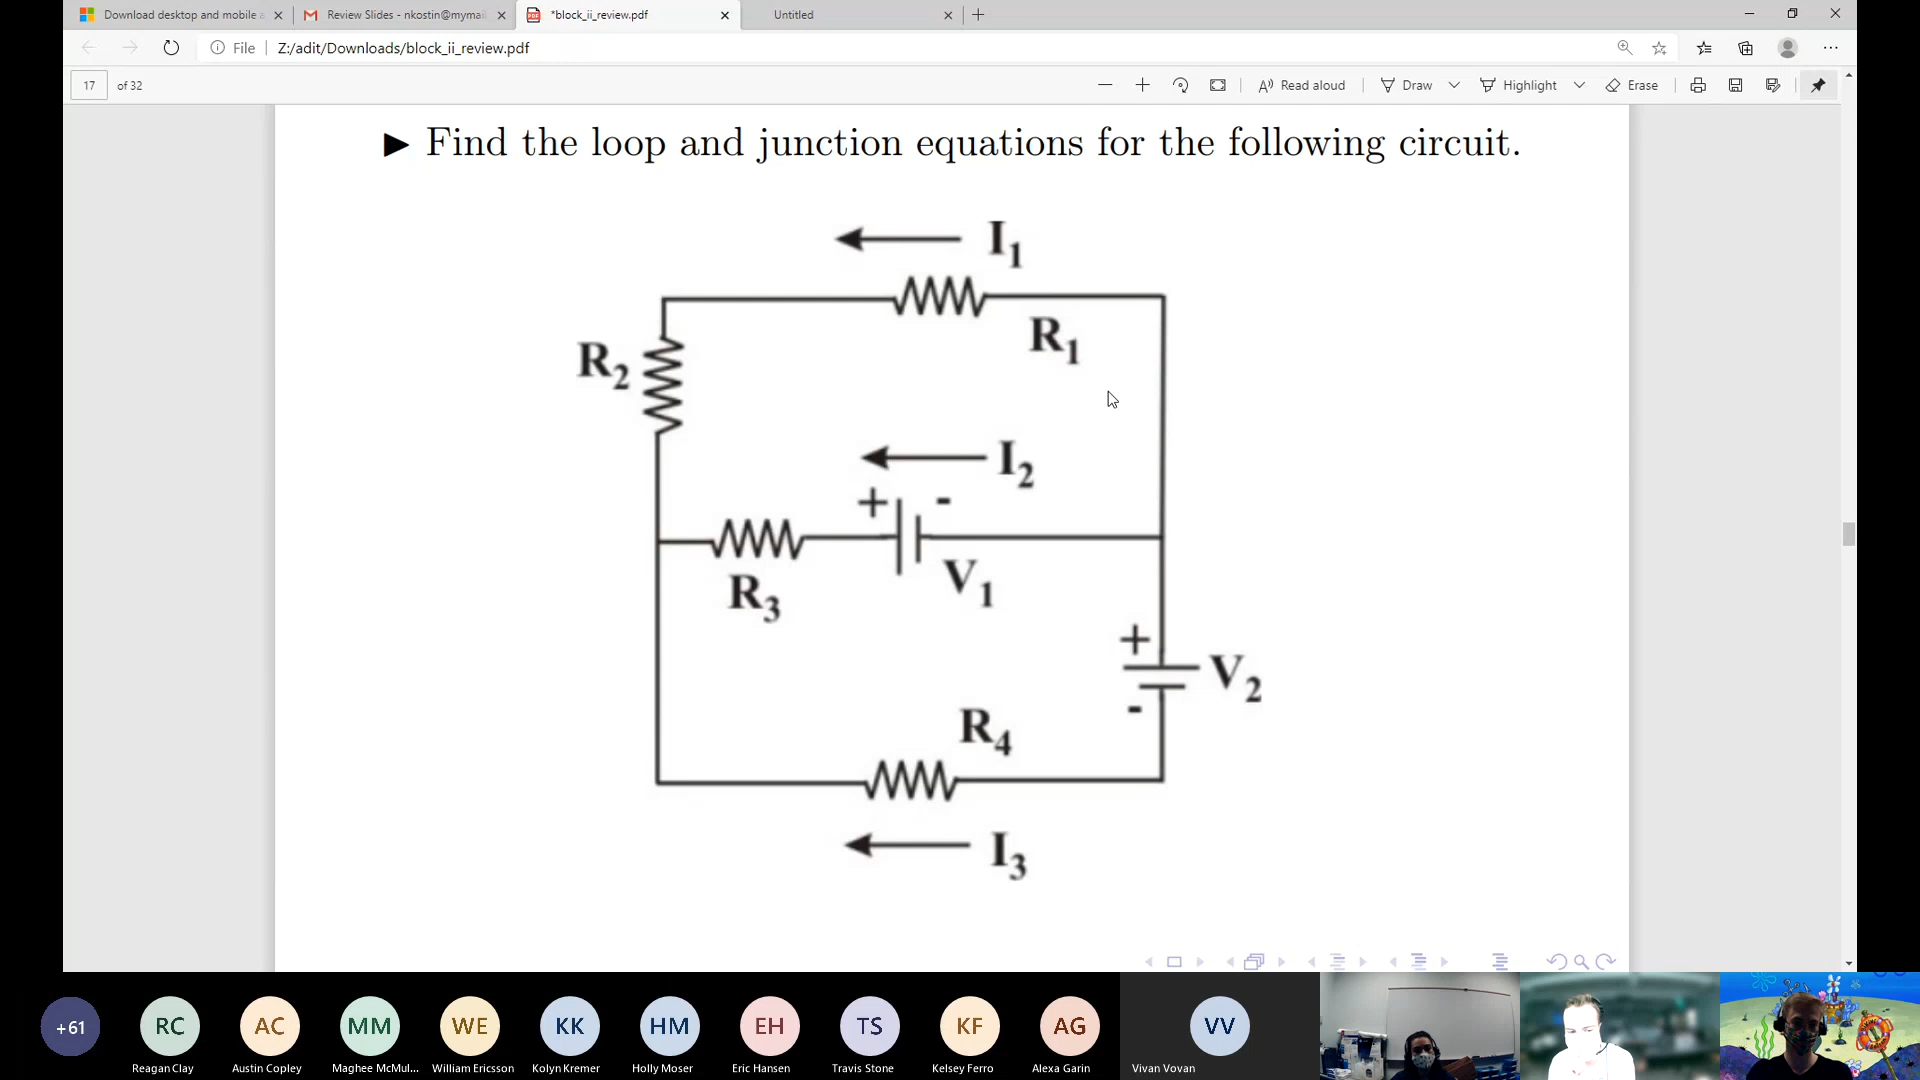 Download desktop and mobile a
Review Slides - nkostin@mymai
*block_ii_review.pdf
Untitled
File
Z:/adit/Downloads/block_ii_review.pdf
17
of 32
Read aloud
Draw
Highlight
Erase
▶ Find the loop and junction equations for the following circuit.
I1
R1
R2
I2
+ -
V1
R3
+
V2
-
R4
I3
+61
RC
AC
MM
WE
KK
HM
EH
TS
KF
AG
VV
Reagan Clay
Austin Copley
Maghee McMul...
William Ericsson
Kolyn Kremer
Holly Moser
Eric Hansen
Travis Stone
Kelsey Ferro
Alexa Garin
Vivan Vovan